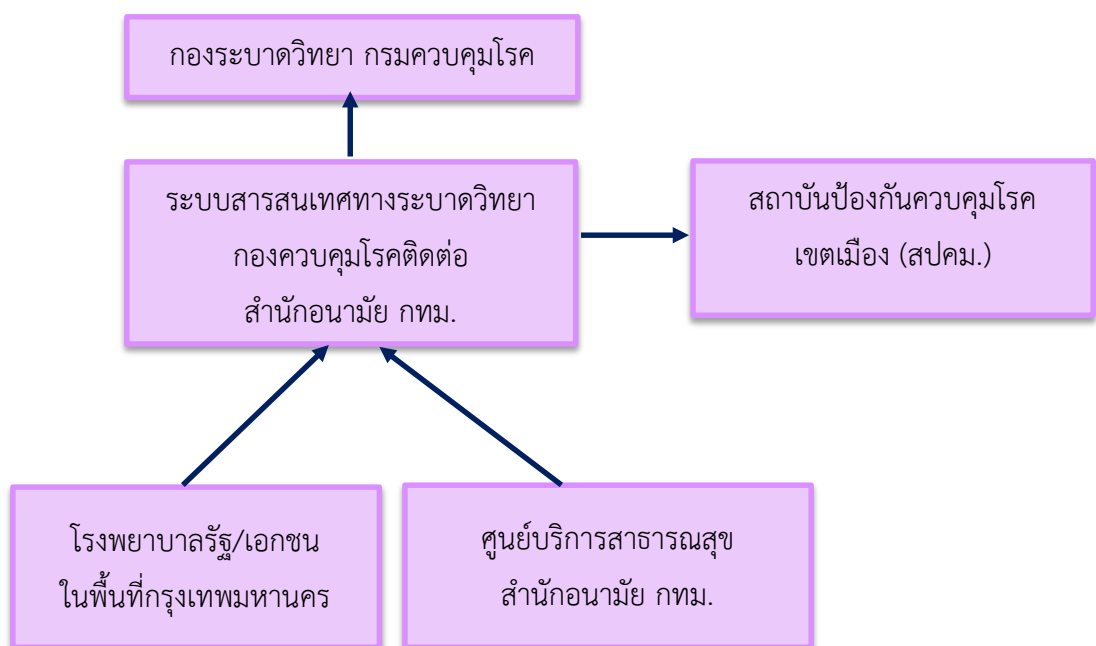 กองระบาดวิทยา กรมควบคุมโรค
ระบบสารสนเทศทางระบาดวิทยา
กองควบคุมโรคติดต่อ
สำนักอนามัย กทม.
สถาบันป้องกันควบคุมโรค
เขตเมือง (สปคม.)
โรงพยาบาลรัฐ/เอกชน
ในพื้นที่กรุงเทพมหานคร
ศูนย์บริการสาธารณสุข
สำนักอนามัย กทม.